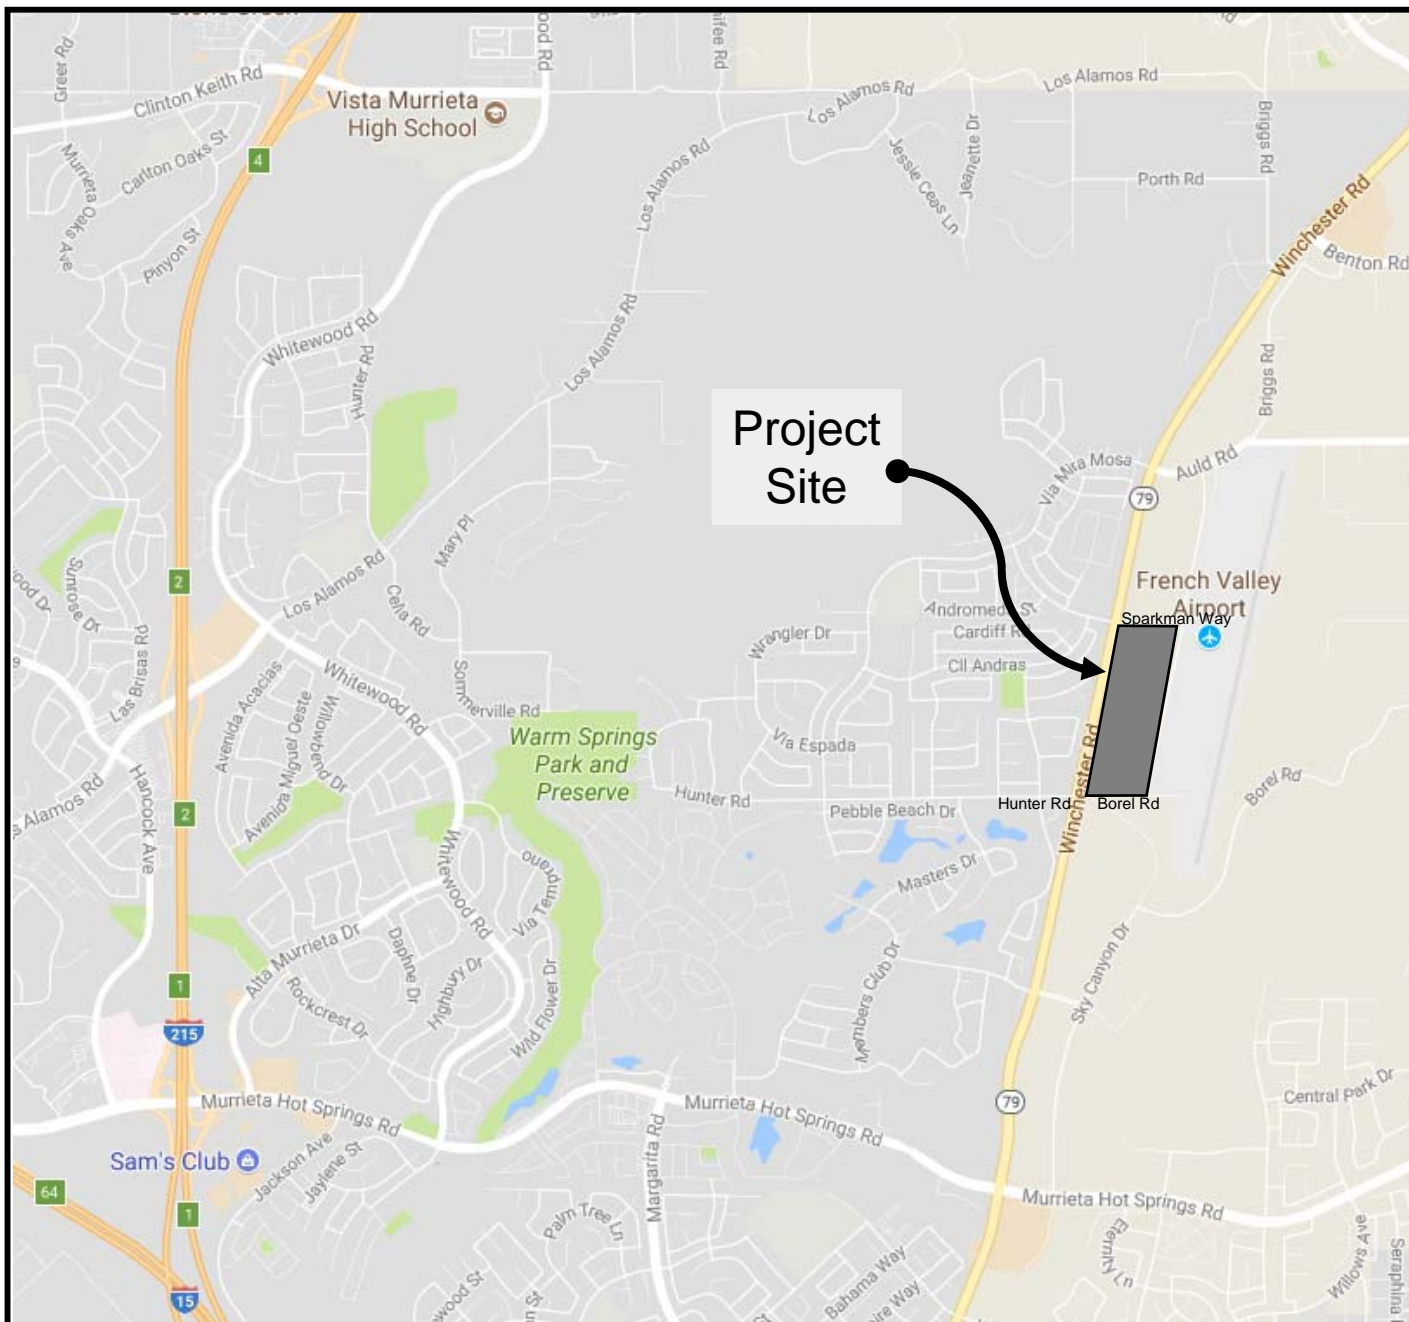 Greer Rd
Clinton Keith Rd
Vista Murrieta
High School
Los Alamos Rd
Los Alamos Rd
Briggs Rd
Carlton Oaks St
4
Murrieta Oaks Ave
Pinyon St
Los Alamos Rd
Jessie Ceas Ln
Jeanette Dr
Porth Rd
Winchester Rd
Benton Rd
Whitewood Rd
Hunter Rd
Los Alamos Rd
Briggs Rd
Project
Site
Via Mira Mosa
Auld Rd
79
Mary Pl
Sunrose Dr
2
Los Alamos Rd
Celia Rd
French Valley
Airport
Andromeda St
Sparkman Way
Cardiff Rd
Wrangler Dr
Cll Andras
Las Brisas Rd
Avenida Acacias
Avenida Miguel Oeste
Willowbend Dr
Whitewood Rd
Sommerville Rd
Warm Springs
Park and
Preserve
Via Espada
Winchester Rd
Borel Rd
Hunter Rd
Hunter Rd
Borel Rd
Pebble Beach Dr
Hancock Ave
s Alamos Rd
2
Whitewood Rd
Via Temprano
Masters Dr
Alta Murrieta Dr
Daphne Dr
Highbury Dr
Wild Flower Dr
Members Club Dr
Sky Canyon Dr
1
Rockcrest Dr
215
Murrieta Hot Springs Rd
Murrieta Hot Springs Rd
79
Central Park Dr
Sam's Club
Jackson Ave
Jaylene St
Margarita Rd
64
1
Murrieta Hot Springs Rd
Palm Tree Ln
Eternity Ln
Willows Ave
Seraphina
Bahama Way
ire Way
wood St
15